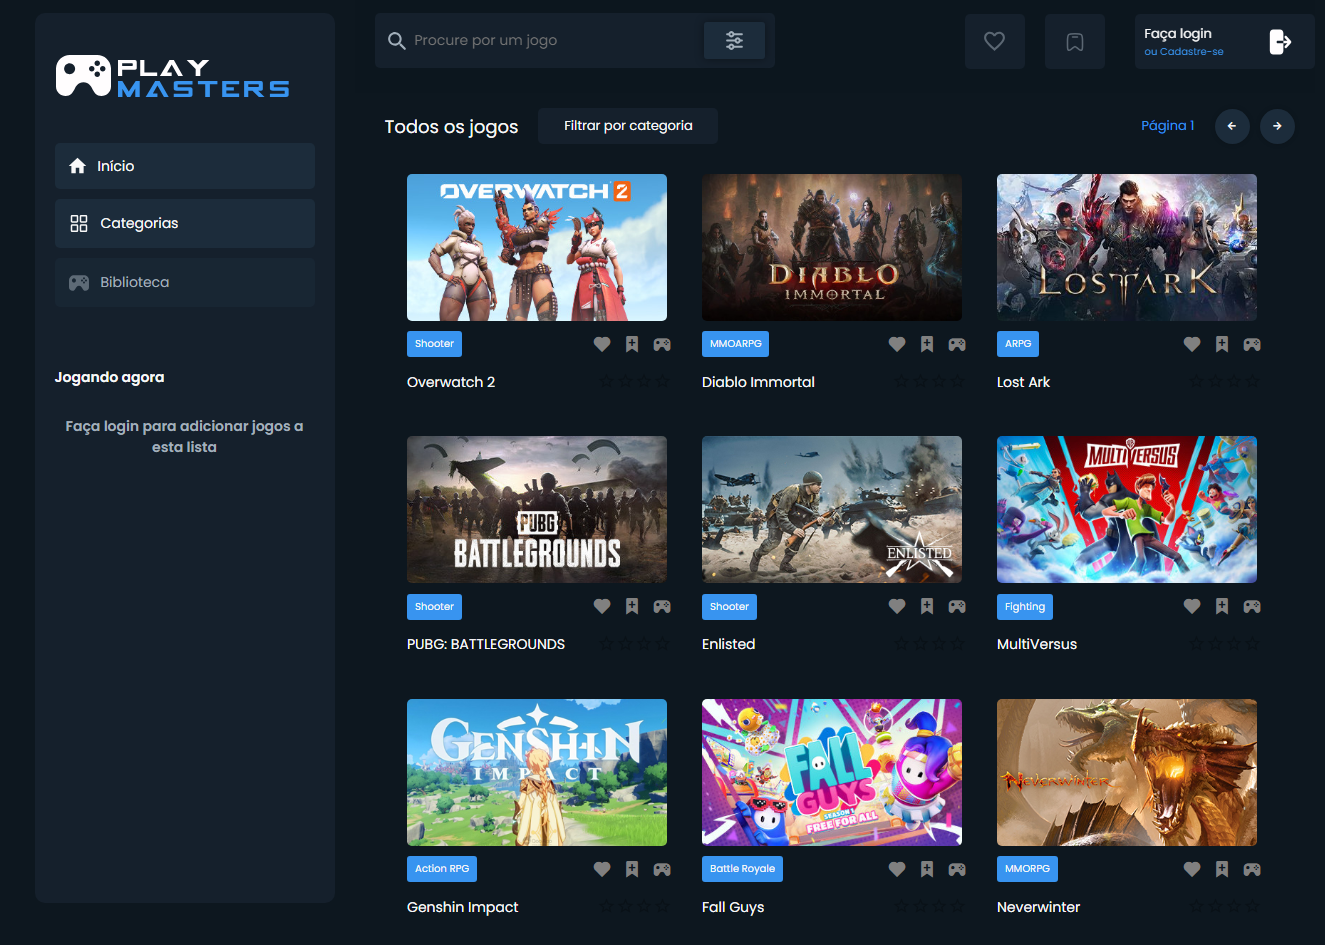 PLAY
MASTERS
Procure por um jogo
Faça login
ou Cadastre-se
Início
Categorias
Biblioteca
Jogando agora
Faça login para adicionar jogos a
esta lista
Todos os jogos
Filtrar por categoria
Página 1
OVERWATCH 2
DIABLO
IMMORTAL
LOST ARK
Shooter
MMOARPG
ARPG
Overwatch 2
Diablo Immortal
Lost Ark
PUBG
BATTLEGROUNDS
ENLISTED
MULTIVERSUS
Shooter
Shooter
Fighting
PUBG: BATTLEGROUNDS
Enlisted
MultiVersus
GENSHIN
IMPACT
FALL
GUYS
SEASON 1
FREE FOR ALL
NEVERWINTER
Action RPG
Battle Royale
MMORPG
Genshin Impact
Fall Guys
Neverwinter